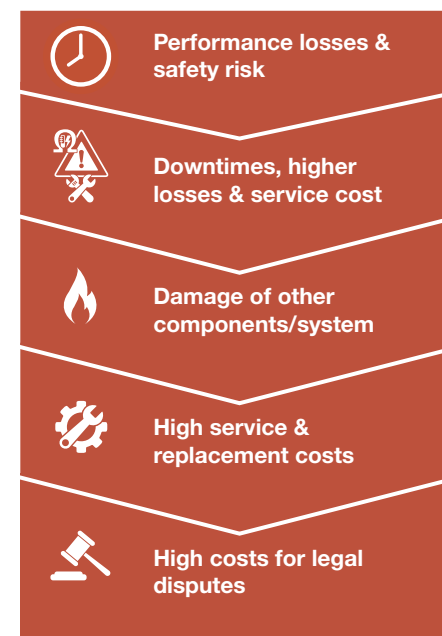 Performance losses &
safety risk
Ω
Downtimes, higher
losses & service cost
Damage of other
components/system
High service &
replacement costs
High costs for legal
disputes